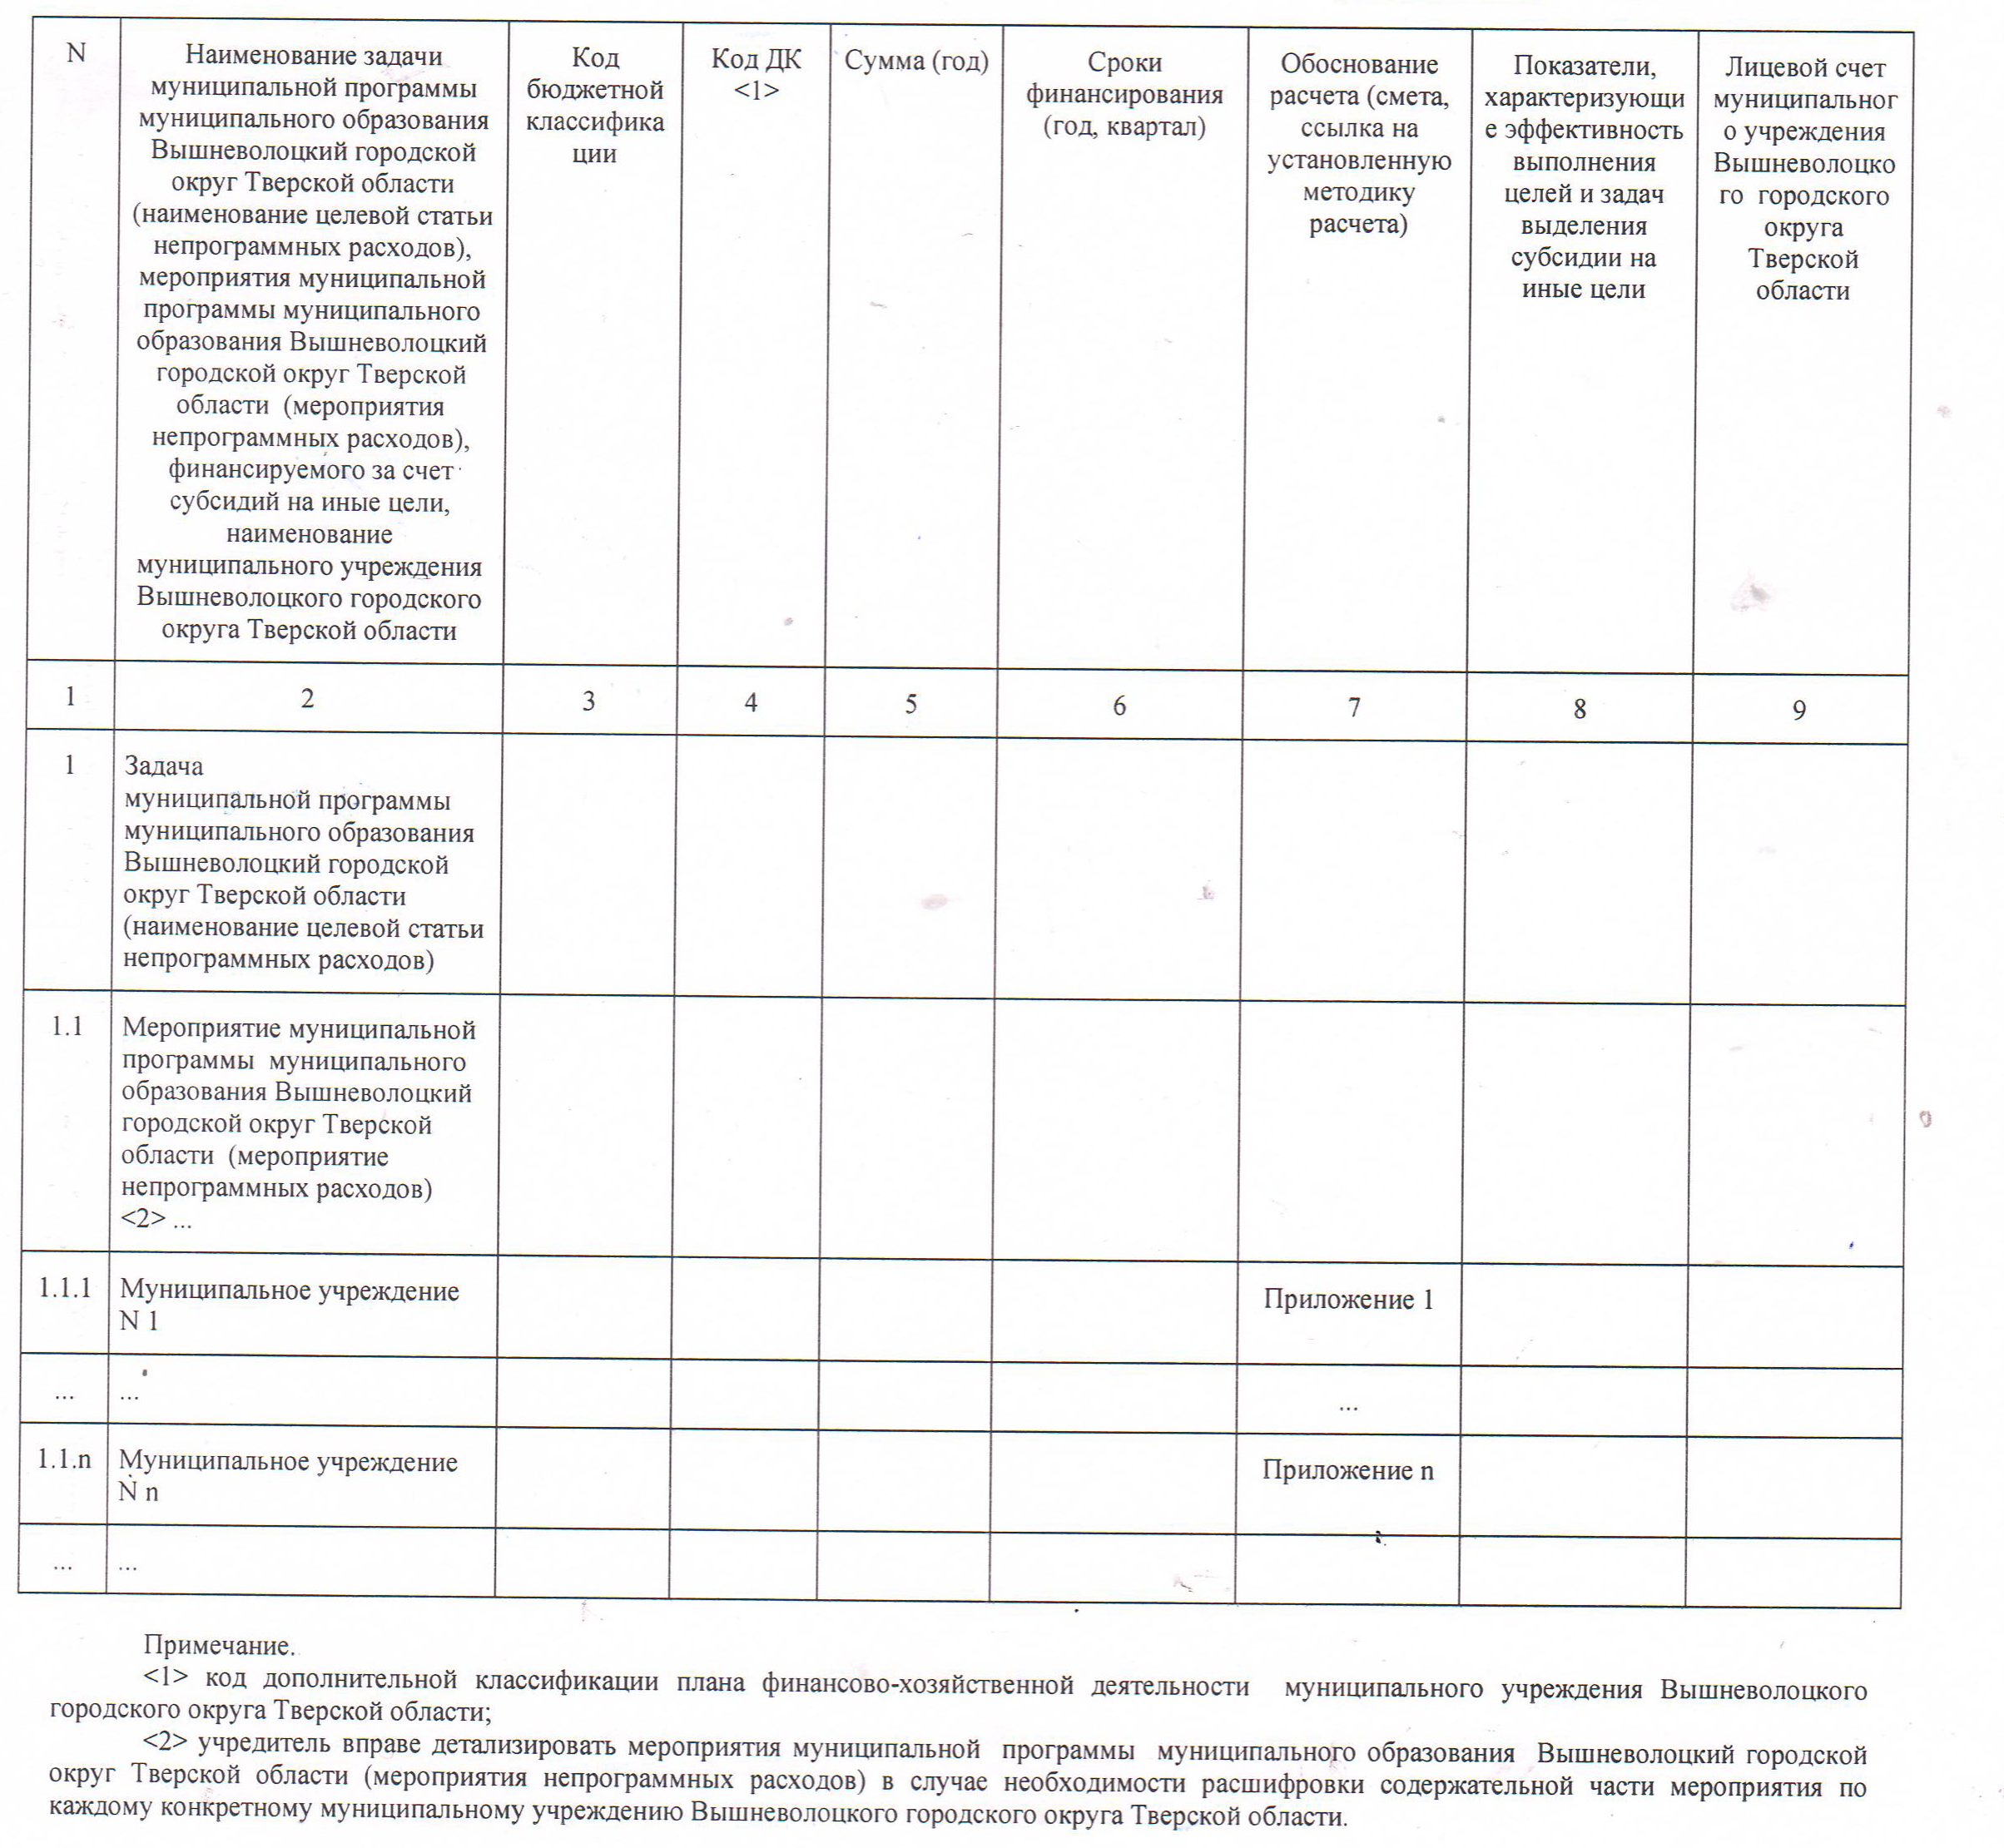 N
Наименование задачи
муниципальной программы
муниципального образования
Вышневолоцкий городской
округ Тверской области
(наименование целевой статьи
непрограммных расходов),
мероприятия муниципальной
программы муниципального
образования Вышневолоцкий
городской округ Тверской
области (мероприятия
непрограммных расходов),
финансируемого за счет
субсидий на иные цели,
наименование
муниципального учреждения
Вышневолоцкого городского
округа Тверской области
Код
бюджетной
классифика
ции
Код ДК
<1>
Сумма (год)
Сроки
финансирования
(год, квартал)
Обоснование
расчета (смета,
ссылка на
установленную
методику
расчета)
Показатели,
характеризующи
е эффективность
выполнения
целей и задач
выделения
субсидии на
иные цели
Лицевой счет
муниципальног
о учреждения
Вышневолоцко
го городского
округа
Тверской
области
1 2 3 4 5 6 7 8 9
1
Задача
муниципальной программы
муниципального образования
Вышневолоцкий городской
округ Тверской области
(наименование целевой статьи
непрограммных расходов)
1.1
Мероприятие муниципальной
программы муниципального
образования Вышневолоцкий
городской округ Тверской
области (мероприятие
непрограммных расходов)
<2> ...
1.1.1
Муниципальное учреждение
N 1
Приложение 1
... ... ...
1.1.n
Муниципальное учреждение
N n
Приложение n
... ...
Примечание.
<1> код дополнительной классификации плана финансово-хозяйственной деятельности муниципального учреждения Вышневолоцкого
городского округа Тверской области;
<2> учредитель вправе детализировать мероприятия муниципальной программы муниципального образования Вышневолоцкий городской
округ Тверской области (мероприятия непрограммных расходов) в случае необходимости расшифровки содержательной части мероприятия по
каждому конкретному муниципальному учреждению Вышневолоцкого городского округа Тверской области.